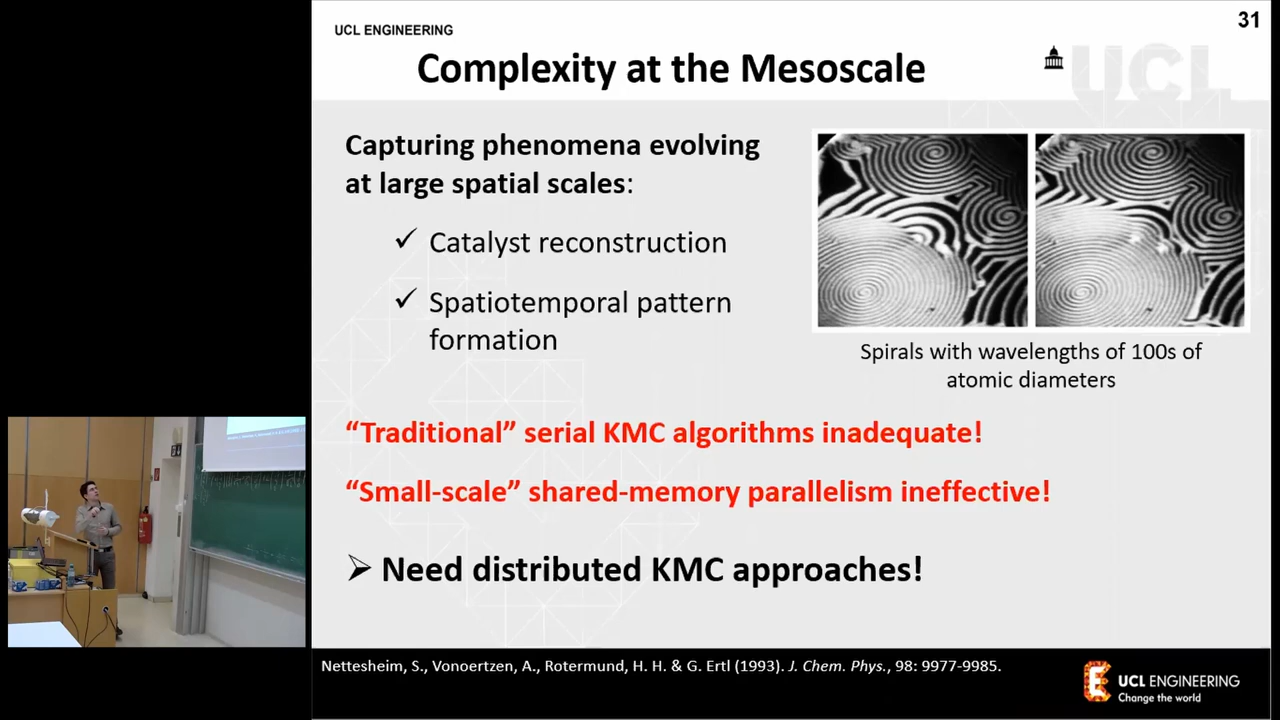 31
UCL ENGINEERING
Complexity at the Mesoscale
UCL
Capturing phenomena evolving
at large spatial scales:
✓ Catalyst reconstruction
✓ Spatiotemporal pattern
formation
Spirals with wavelengths of 100s of
atomic diameters
“Traditional” serial KMC algorithms inadequate!
“Small-scale” shared-memory parallelism ineffective!
➢ Need distributed KMC approaches!
Nettesheim, S., Vonoertzen, A., Rotermund, H. H. & G. Ertl (1993). J. Chem. Phys., 98: 9977-9985.
UCL ENGINEERING
Change the world